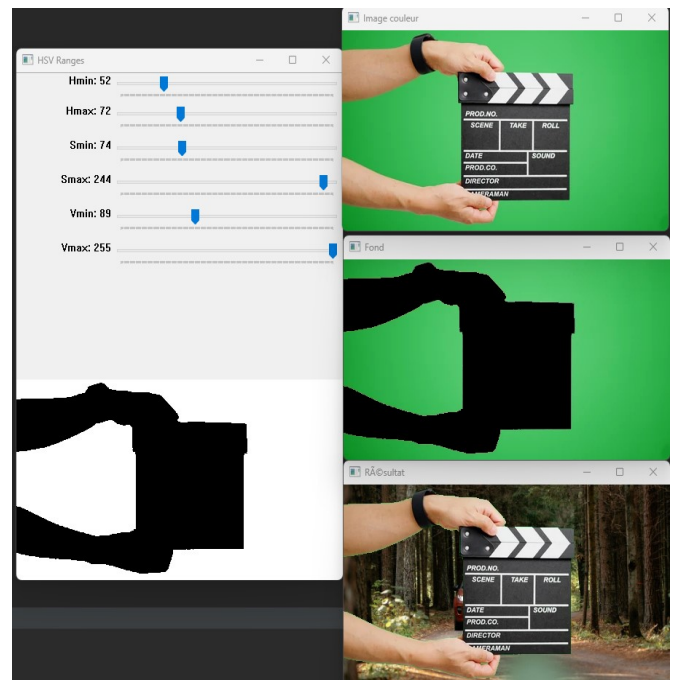 HSV Ranges
Hmin: 52
Hmax: 72
Smin: 74
Smax: 244
Vmin: 89
Vmax: 255
Image couleur
PROD.NO.
SCENE TAKE ROLL
DATE SOUND
PROD.CO.
DIRECTOR
CAMERAMAN
Fond
RÃ©sultat
PROD.NO.
SCENE TAKE ROLL
DATE SOUND
PROD.CO.
DIRECTOR
CAMERAMAN